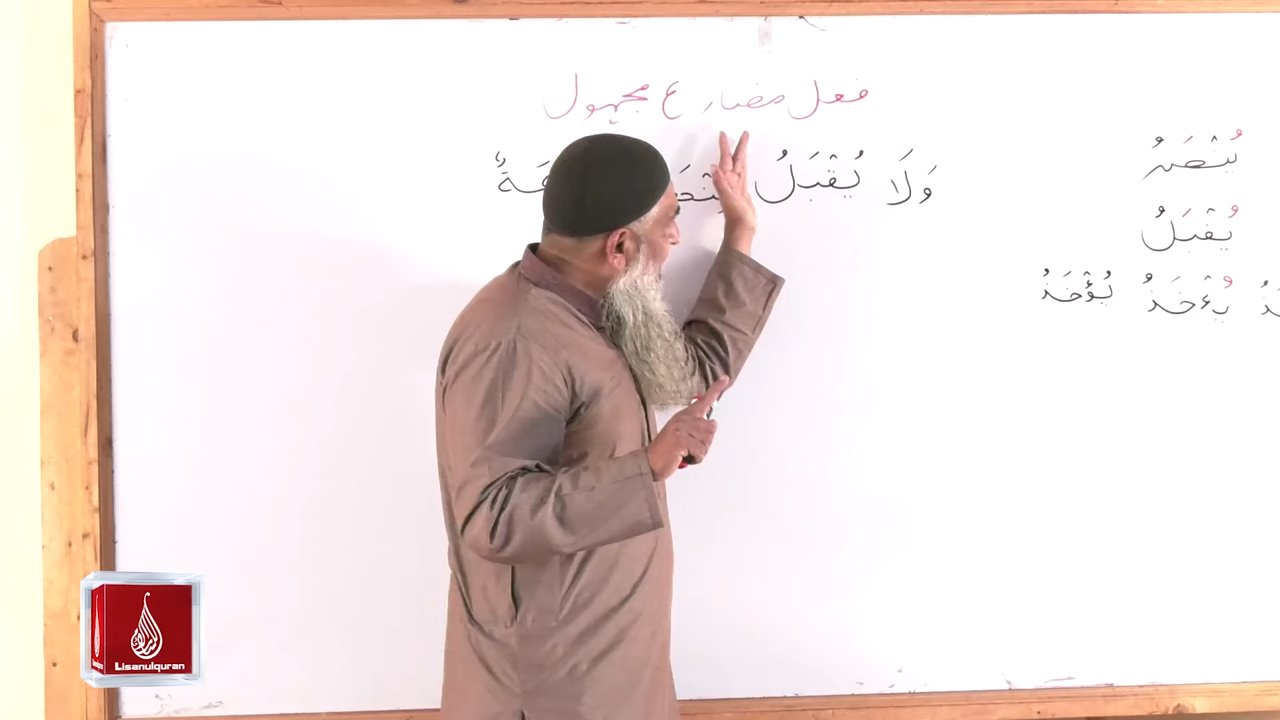 فعل مضارع مجهول
وَلَا يُقْبَلُ
يُنْصَرُ
يُقْبَلُ
يُءْخَذُ يُؤْخَذُ
Lisanulquran